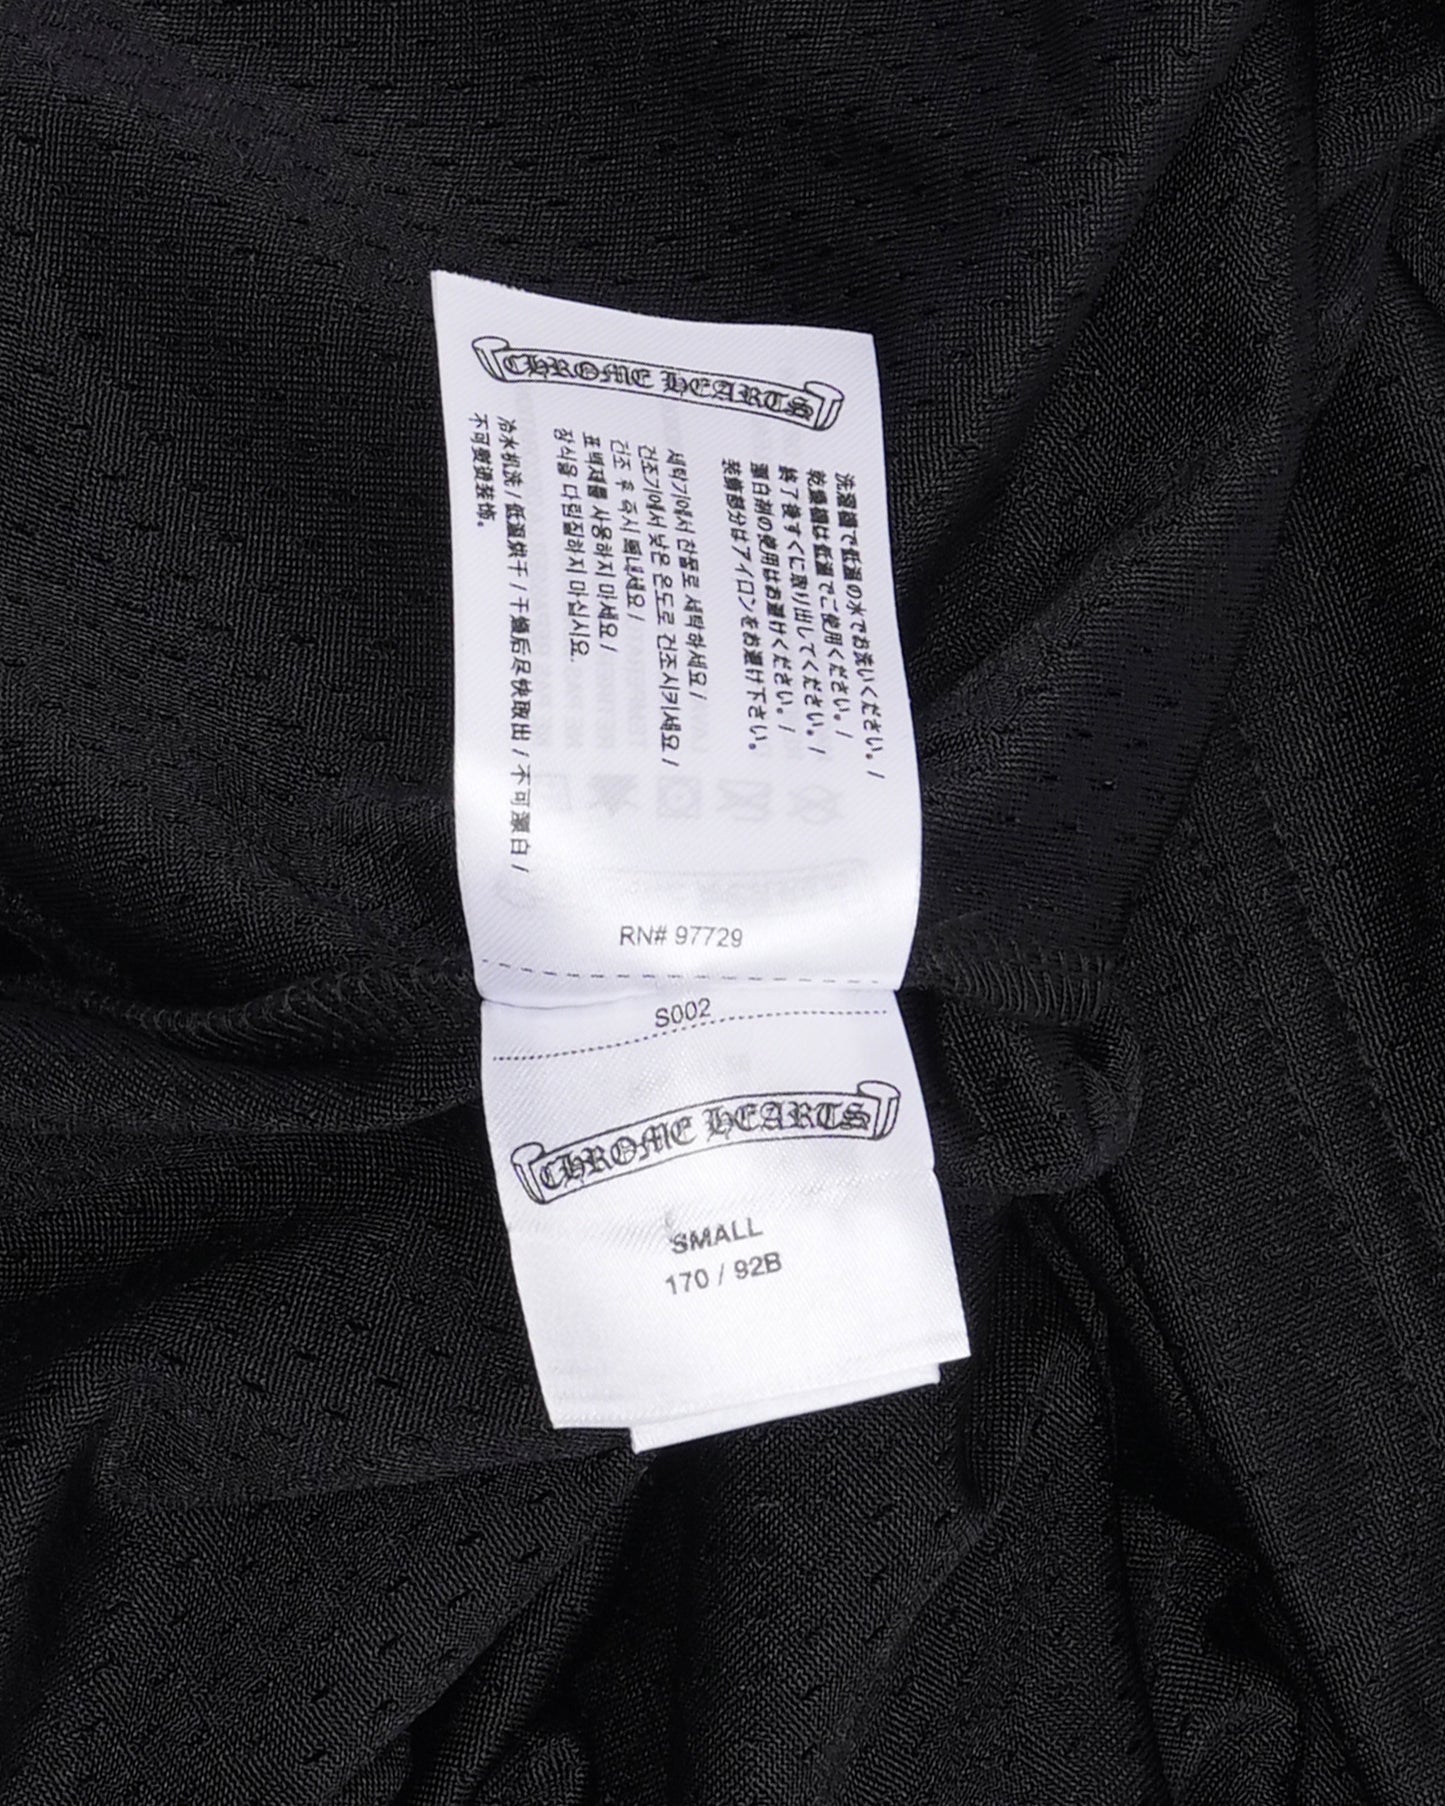 CHROME HEARTS
洗濯機で低温の水でお洗いください。/
乾燥機は低温でご使用ください。/
終了後すぐに取り出してください。/
漂白剤の使用はお避けください。/
装飾部分はアイロンをお避け下さい。
세탁기에서 찬물로 세탁하세요 /
건조기에서 낮은 온도로 건조시키세요 /
건조 후 즉시 꺼내세요 /
표백제를 사용하지 마세요 /
장식을 다림질하지 마십시요.
冷水机洗 / 低温烘干 / 干燥后尽快取出 / 不可漂白 /
不可熨烫装饰。
RN# 97729
S002
CHROME HEARTS
SMALL
170 / 92B